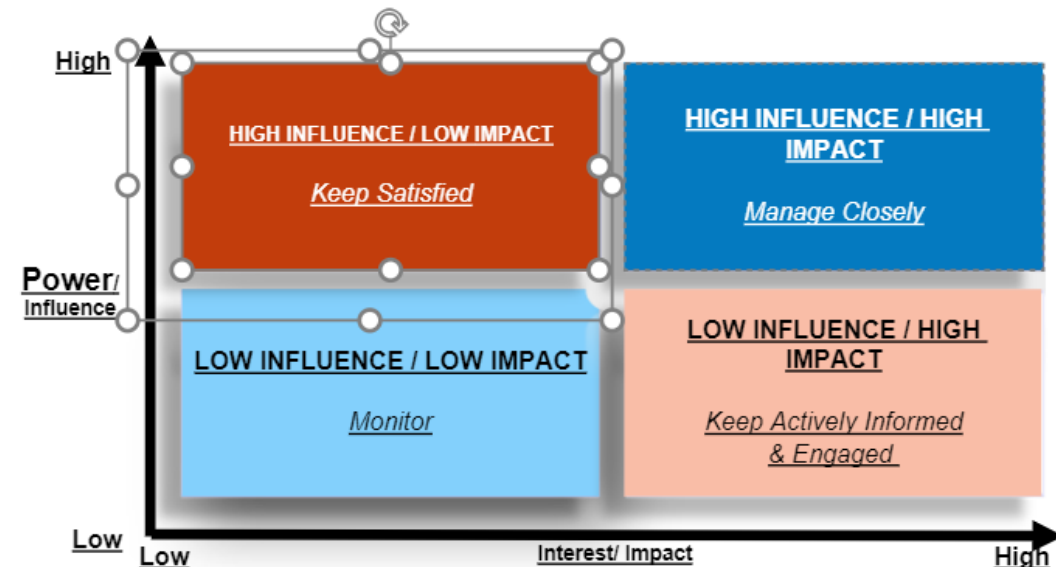 High
HIGH INFLUENCE / LOW IMPACT
Keep Satisfied
HIGH INFLUENCE / HIGH
IMPACT
Manage Closely
Power/
Influence
LOW INFLUENCE / LOW IMPACT
Monitor
LOW INFLUENCE / HIGH
IMPACT
Keep Actively Informed
& Engaged
Low
Low
Interest/ Impact
High